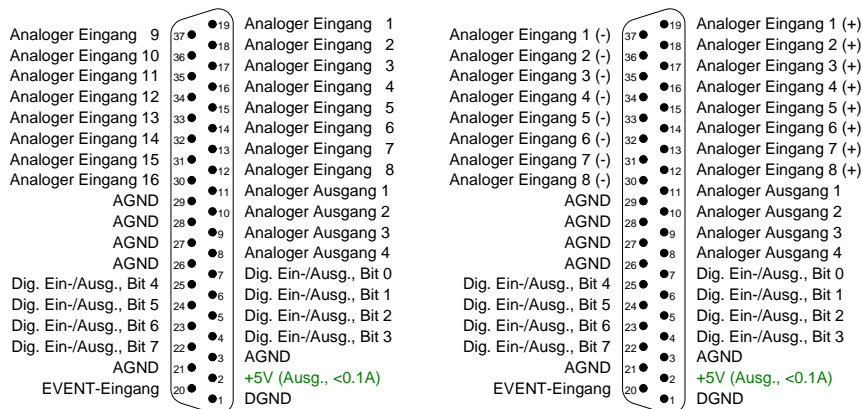 19 Analoger Eingang 1
Analoger Eingang 9 37
18 Analoger Eingang 2
Analoger Eingang 10 36
17 Analoger Eingang 3
Analoger Eingang 11 35
16 Analoger Eingang 4
Analoger Eingang 12 34
15 Analoger Eingang 5
Analoger Eingang 13 33
14 Analoger Eingang 6
Analoger Eingang 14 32
13 Analoger Eingang 7
Analoger Eingang 15 31
12 Analoger Eingang 8
Analoger Eingang 16 30
11 Analoger Ausgang 1
AGND 29
10 Analoger Ausgang 2
AGND 28
9 Analoger Ausgang 3
AGND 27
8 Analoger Ausgang 4
AGND 26
7 Dig. Ein-/Ausg., Bit 0
Dig. Ein-/Ausg., Bit 4 25
6 Dig. Ein-/Ausg., Bit 1
Dig. Ein-/Ausg., Bit 5 24
5 Dig. Ein-/Ausg., Bit 2
Dig. Ein-/Ausg., Bit 6 23
4 Dig. Ein-/Ausg., Bit 3
Dig. Ein-/Ausg., Bit 7 22
3 AGND
AGND 21
2 +5V (Ausg., <0.1A)
EVENT-Eingang 20
1 DGND
19 Analoger Eingang 1 (+)
Analoger Eingang 1 (-) 37
18 Analoger Eingang 2 (+)
Analoger Eingang 2 (-) 36
17 Analoger Eingang 3 (+)
Analoger Eingang 3 (-) 35
16 Analoger Eingang 4 (+)
Analoger Eingang 4 (-) 34
15 Analoger Eingang 5 (+)
Analoger Eingang 5 (-) 33
14 Analoger Eingang 6 (+)
Analoger Eingang 6 (-) 32
13 Analoger Eingang 7 (+)
Analoger Eingang 7 (-) 31
12 Analoger Eingang 8 (+)
Analoger Eingang 8 (-) 30
11 Analoger Ausgang 1
AGND 29
10 Analoger Ausgang 2
AGND 28
9 Analoger Ausgang 3
AGND 27
8 Analoger Ausgang 4
AGND 26
7 Dig. Ein-/Ausg., Bit 0
Dig. Ein-/Ausg., Bit 4 25
6 Dig. Ein-/Ausg., Bit 1
Dig. Ein-/Ausg., Bit 5 24
5 Dig. Ein-/Ausg., Bit 2
Dig. Ein-/Ausg., Bit 6 23
4 Dig. Ein-/Ausg., Bit 3
Dig. Ein-/Ausg., Bit 7 22
3 AGND
AGND 21
2 +5V (Ausg., <0.1A)
EVENT-Eingang 20
1 DGND